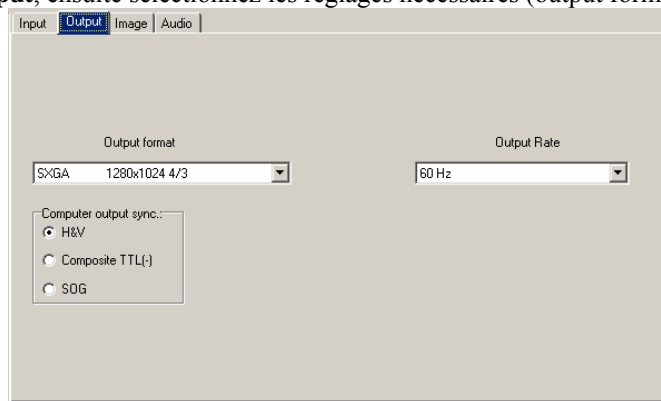 put, ensuite sélectionnez les réglages nécessaires (output form
Input Output Image Audio
Output format Output Rate
SXGA 1280x1024 4/3 60 Hz
Computer output sync.:
H&V
Composite TTL(-)
SOG